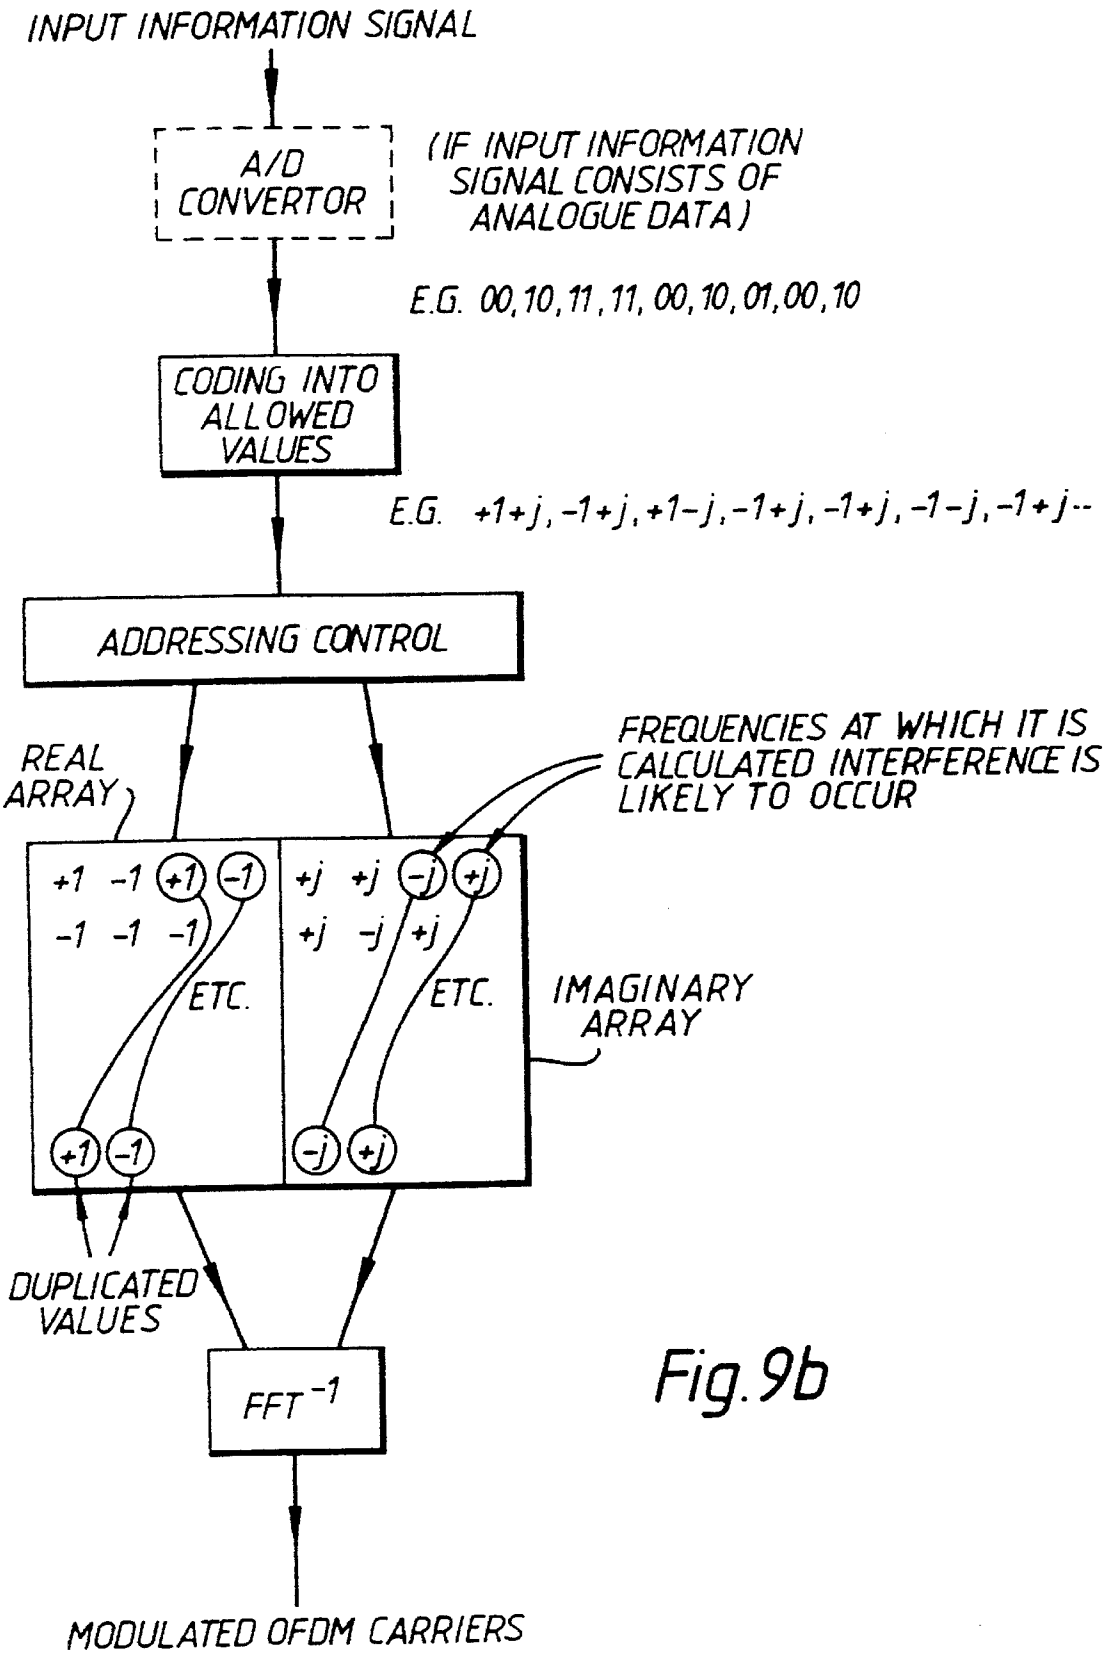 INPUT INFORMATION SIGNAL
A/D
CONVERTOR
(IF INPUT INFORMATION
SIGNAL CONSISTS OF
ANALOGUE DATA)
E.G. 00,10,11,11,00,10,01,00,10
CODING INTO
ALLOWED
VALUES
E.G. +1+j,-1+j,+1-j,-1+j,-1+j,-1-j,-1+j--
ADDRESSING CONTROL
REAL
ARRAY
FREQUENCIES AT WHICH IT IS
CALCULATED INTERFERENCE IS
LIKELY TO OCCUR
+1 -1 +1 -1 +j +j -j +j
-1 -1 -1 +j -j +j
ETC. ETC.
IMAGINARY
ARRAY
+1 -1 -j +j
DUPLICATED
VALUES
FFT⁻¹
Fig.9b
MODULATED OFDM CARRIERS